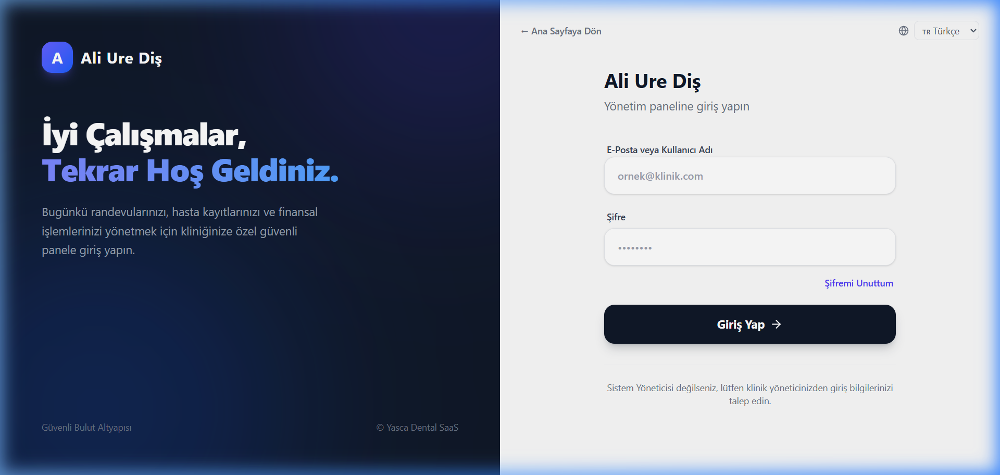 A
Ali Ure Diş
İyi Çalışmalar,
Tekrar Hoş Geldiniz.
Bugünkü randevularınızı, hasta kayıtlarınızı ve finansal
işlemlerinizi yönetmek için kliniğinize özel güvenli
panele giriş yapın.
Güvenli Bulut Altyapısı
© Yasca Dental SaaS
← Ana Sayfaya Dön
TR Türkçe
Ali Ure Diş
Yönetim paneline giriş yapın
E-Posta veya Kullanıcı Adı
ornek@klinik.com
Şifre
••••••••
Şifremi Unuttum
Giriş Yap →
Sistem Yöneticisi değilseniz, lütfen klinik yöneticinizden giriş bilgilerinizi
talep edin.